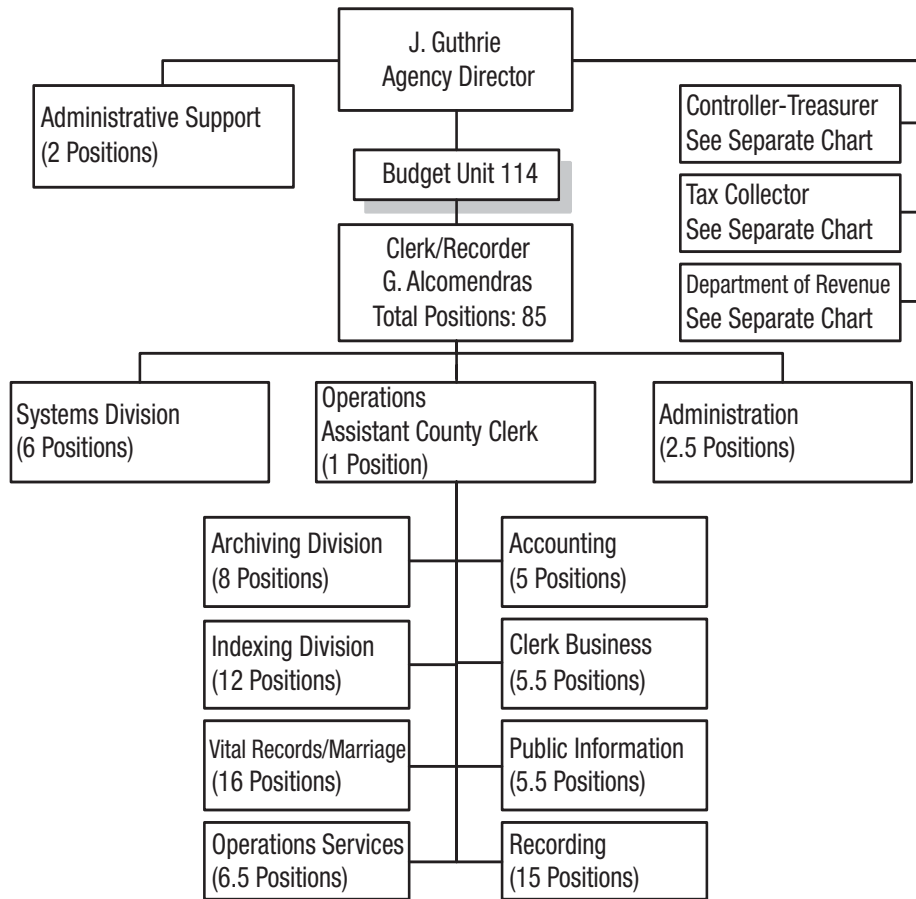 J. Guthrie
Agency Director
Administrative Support
(2 Positions)
Controller-Treasurer
See Separate Chart
Budget Unit 114
Tax Collector
See Separate Chart
Clerk/Recorder
G. Alcomendras
Total Positions: 85
Department of Revenue
See Separate Chart
Systems Division
(6 Positions)
Operations
Assistant County Clerk
(1 Position)
Administration
(2.5 Positions)
Archiving Division
(8 Positions)
Accounting
(5 Positions)
Indexing Division
(12 Positions)
Clerk Business
(5.5 Positions)
Vital Records/Marriage
(16 Positions)
Public Information
(5.5 Positions)
Operations Services
(6.5 Positions)
Recording
(15 Positions)